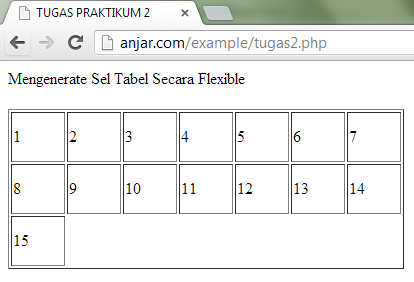 TUGAS PRAKTIKUM 2
anjar.com/example/tugas2.php
Mengenerate Sel Tabel Secara Flexible
1 2 3 4 5 6 7
8 9 10 11 12 13 14
15